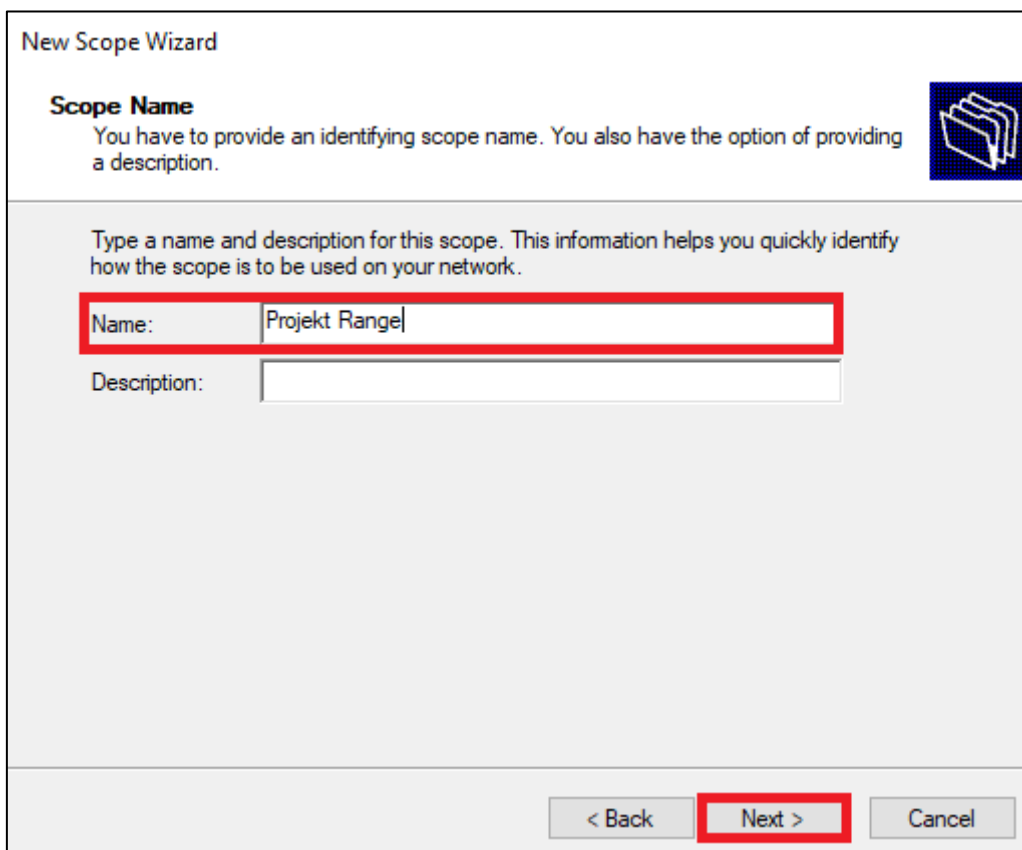 New Scope Wizard
Scope Name
You have to provide an identifying scope name. You also have the option of providing
a description.
Type a name and description for this scope. This information helps you quickly identify
how the scope is to be used on your network.
Name: Projekt Range
Description:
< Back Next > Cancel